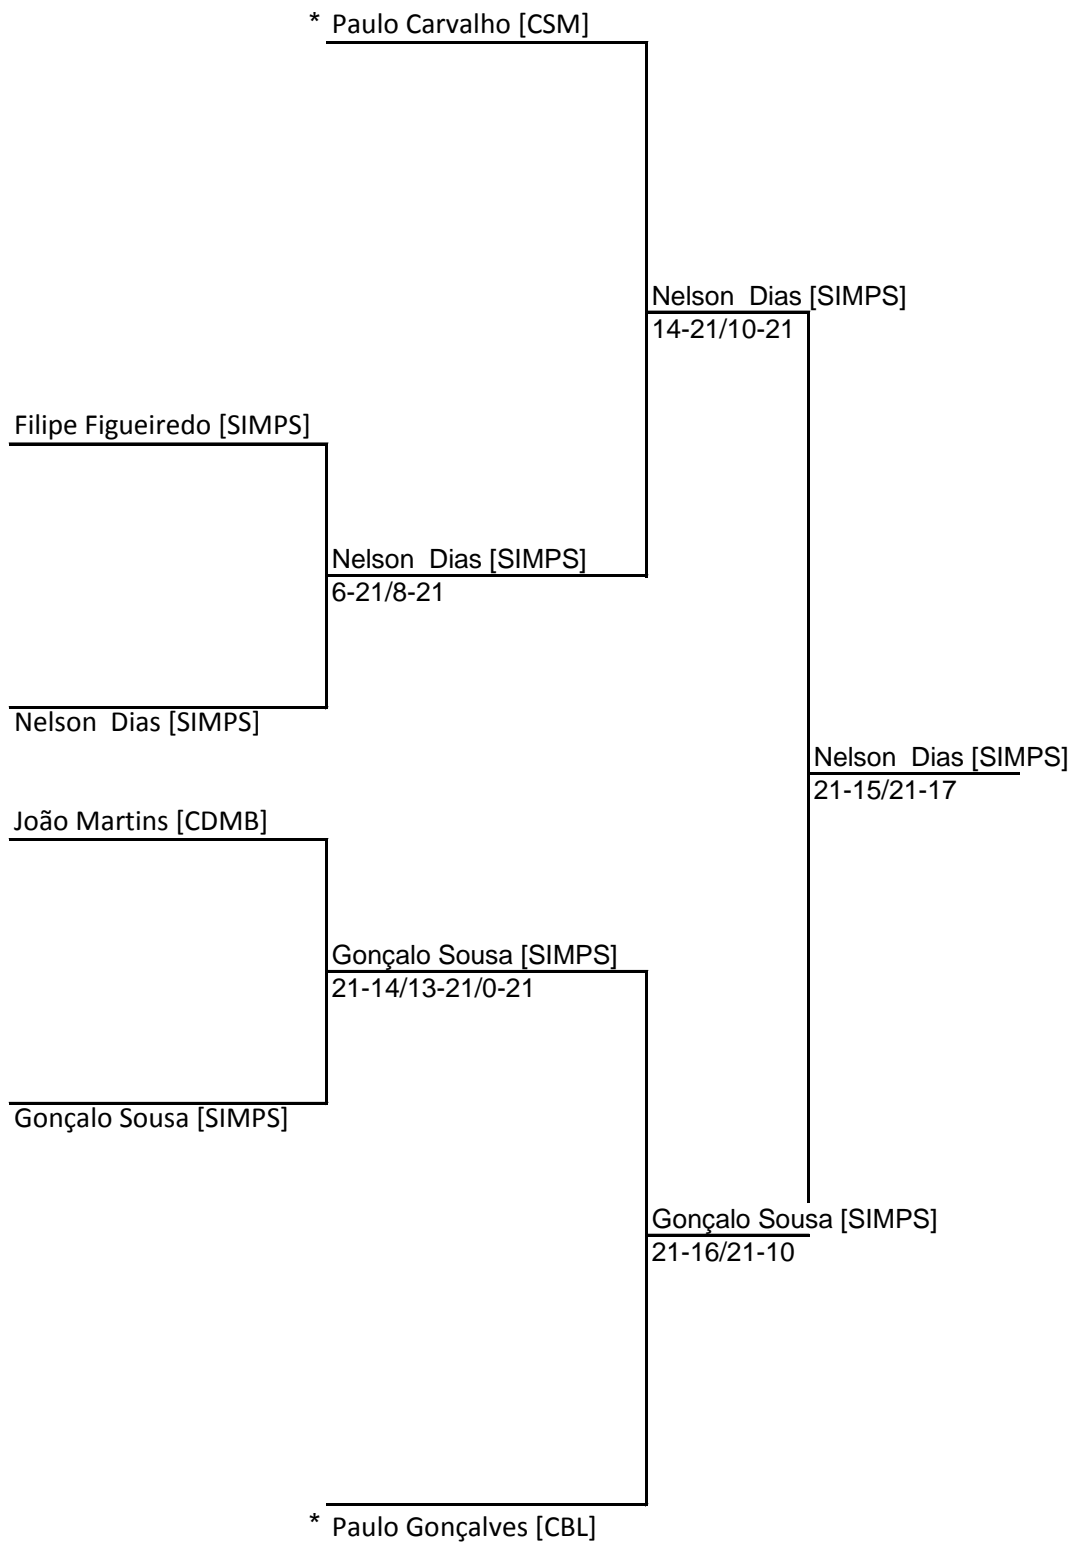 * Paulo Carvalho [CSM]
Nelson  Dias [SIMPS]
14-21/10-21
Filipe Figueiredo [SIMPS]
Nelson  Dias [SIMPS]
6-21/8-21
Nelson  Dias [SIMPS]
Nelson  Dias [SIMPS]
21-15/21-17
João Martins [CDMB]
Gonçalo Sousa [SIMPS]
21-14/13-21/0-21
Gonçalo Sousa [SIMPS]
Gonçalo Sousa [SIMPS]
21-16/21-10
* Paulo Gonçalves [CBL]